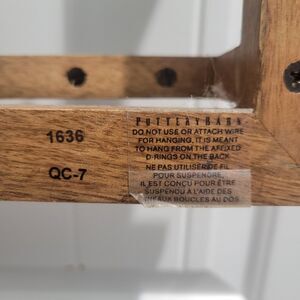 1636
QC-7
POTTERYBARN
DO NOT USE OR ATTACH WIRE
FOR HANGING, IT IS MEANT
TO HANG FROM THE AFFIXED
D-RINGS ON THE BACK
NE PAS UTILISER DE FIL
POUR SUSPENDRE,
IL EST CONÇU POUR ÊTRE
SUSPENDU À L'AIDE DES
ANNEAUX BOUCLES AU DOS